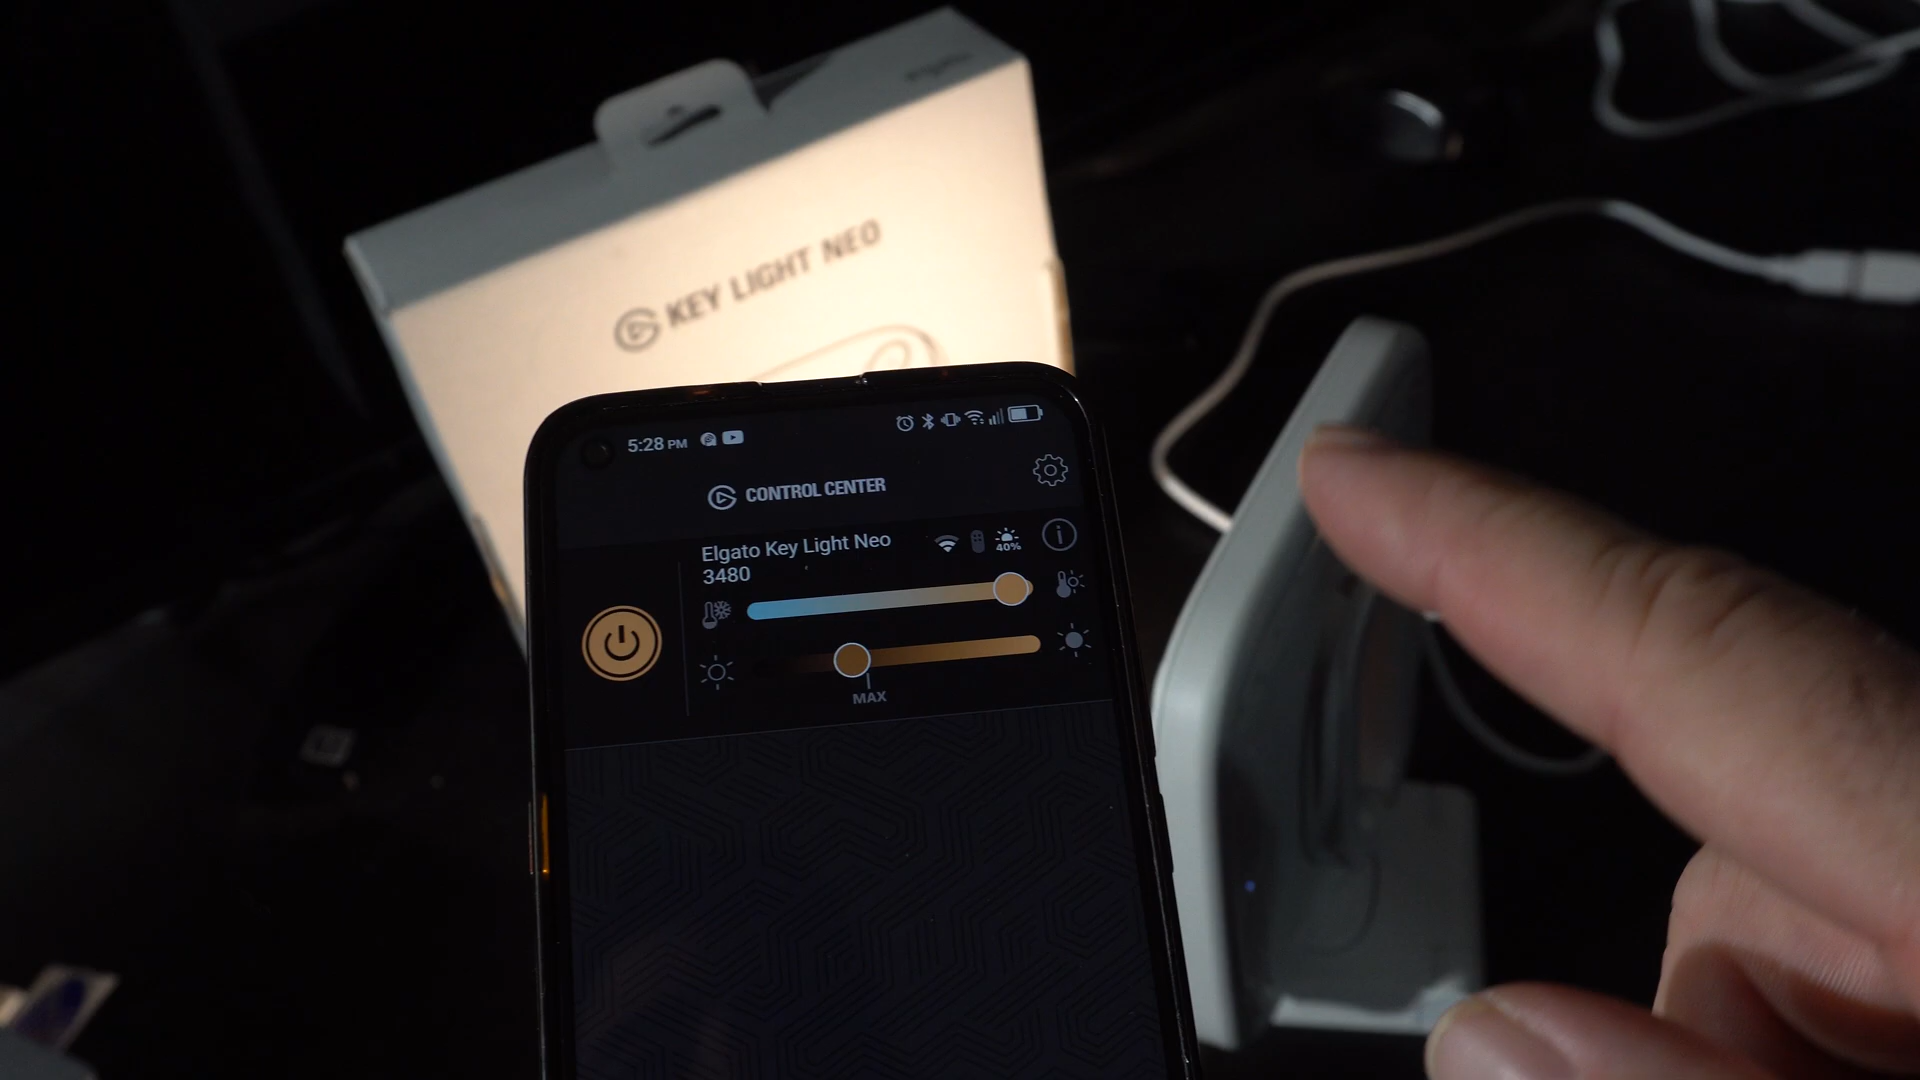 KEY LIGHT NEO
5:28 PM
CONTROL CENTER
Elgato Key Light Neo
3480
40%
MAX